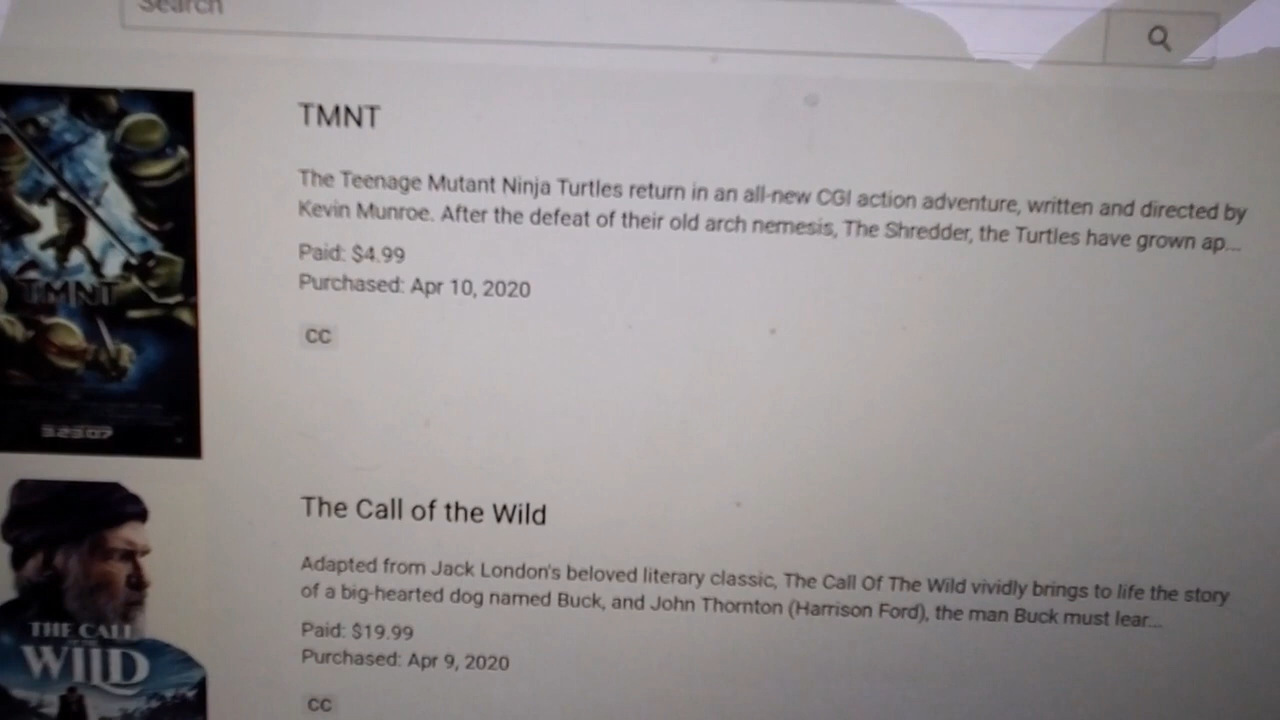 Search
TMNT
The Teenage Mutant Ninja Turtles return in an all-new CGI action adventure, written and directed by
Kevin Munroe. After the defeat of their old arch nemesis, The Shredder, the Turtles have grown ap...
Paid: $4.99
Purchased: Apr 10, 2020
CC
TMNT
3.23.07
The Call of the Wild
Adapted from Jack London's beloved literary classic, The Call Of The Wild vividly brings to life the story
of a big-hearted dog named Buck, and John Thornton (Harrison Ford), the man Buck must lear...
Paid: $19.99
Purchased: Apr 9, 2020
CC
THE CALL
WILD